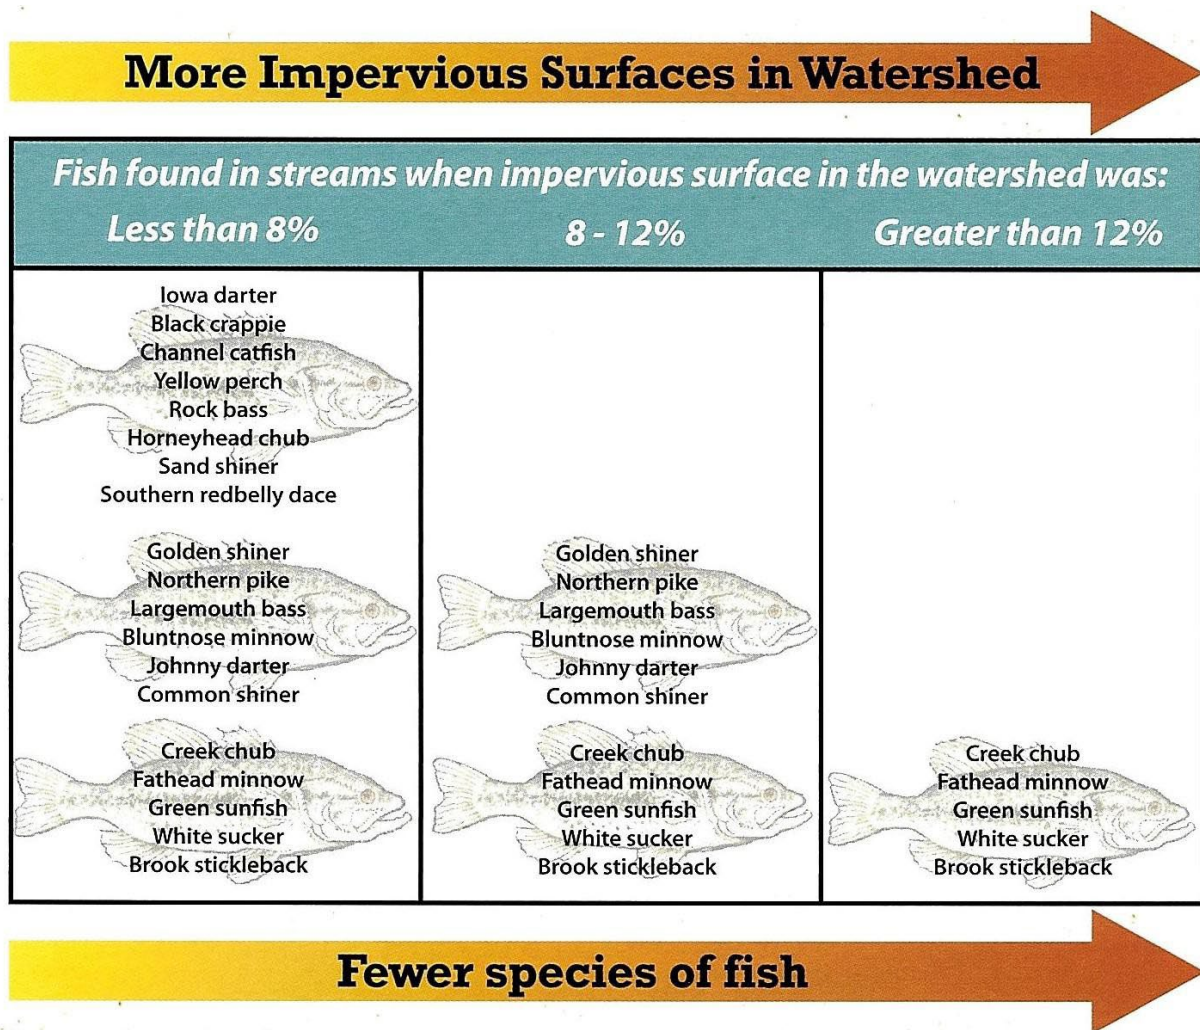 More Impervious Surfaces in Watershed
Fish found in streams when impervious surface in the watershed was:
Less than 8%
8 - 12%
Greater than 12%
Iowa darter
Black crappie
Channel catfish
Yellow perch
Rock bass
Horneyhead chub
Sand shiner
Southern redbelly dace
Golden shiner
Northern pike
Largemouth bass
Bluntnose minnow
Johnny darter
Common shiner
Creek chub
Fathead minnow
Green sunfish
White sucker
Brook stickleback
Golden shiner
Northern pike
Largemouth bass
Bluntnose minnow
Johnny darter
Common shiner
Creek chub
Fathead minnow
Green sunfish
White sucker
Brook stickleback
Creek chub
Fathead minnow
Green sunfish
White sucker
Brook stickleback
Fewer species of fish